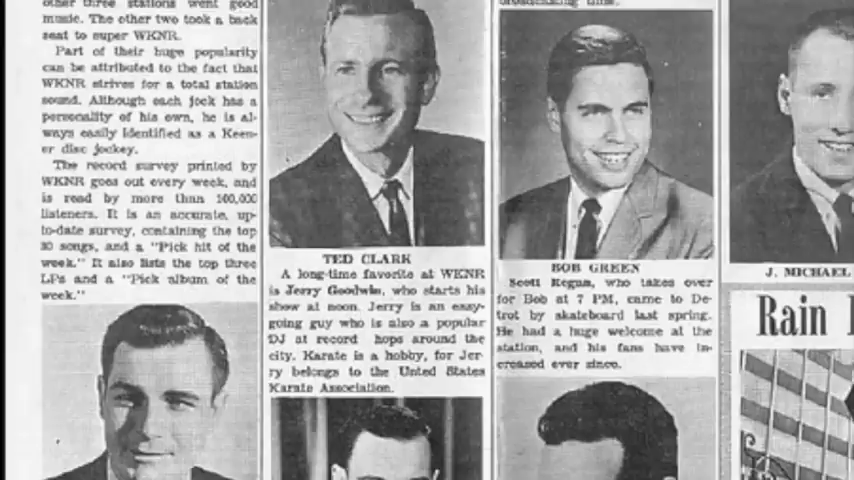 other three stations went good
music. The other two took a back
seat to super WKNR.
Part of their huge popularity
can be attributed to the fact that
WKNR strives for a total station
sound. Although each jock has a
personality of his own, he is al-
ways easily identified as a Keen-
er disc jockey.
The record survey printed by
WKNR goes out every week, and
is read by more than 100,000
listeners. It is an accurate, up-
to-date survey, containing the top
30 songs, and a "Pick hit of the
week." It also lists the top three
LPs and a "Pick album of the
week."
TED CLARK
A long-time favorite at WKNR
is Jerry Goodwin, who starts his
show at noon. Jerry is an easy-
going guy who is also a popular
DJ at record hops around the
city. Karate is a hobby, for Jer-
ry belongs to the United States
Karate Association.
broadcasting time.
BOB GREEN
Scott Regan, who takes over
for Bob at 7 PM, came to De-
troit by skateboard last spring.
He had a huge welcome at the
station, and his fans have in-
creased ever since.
J. MICHAEL
Rain